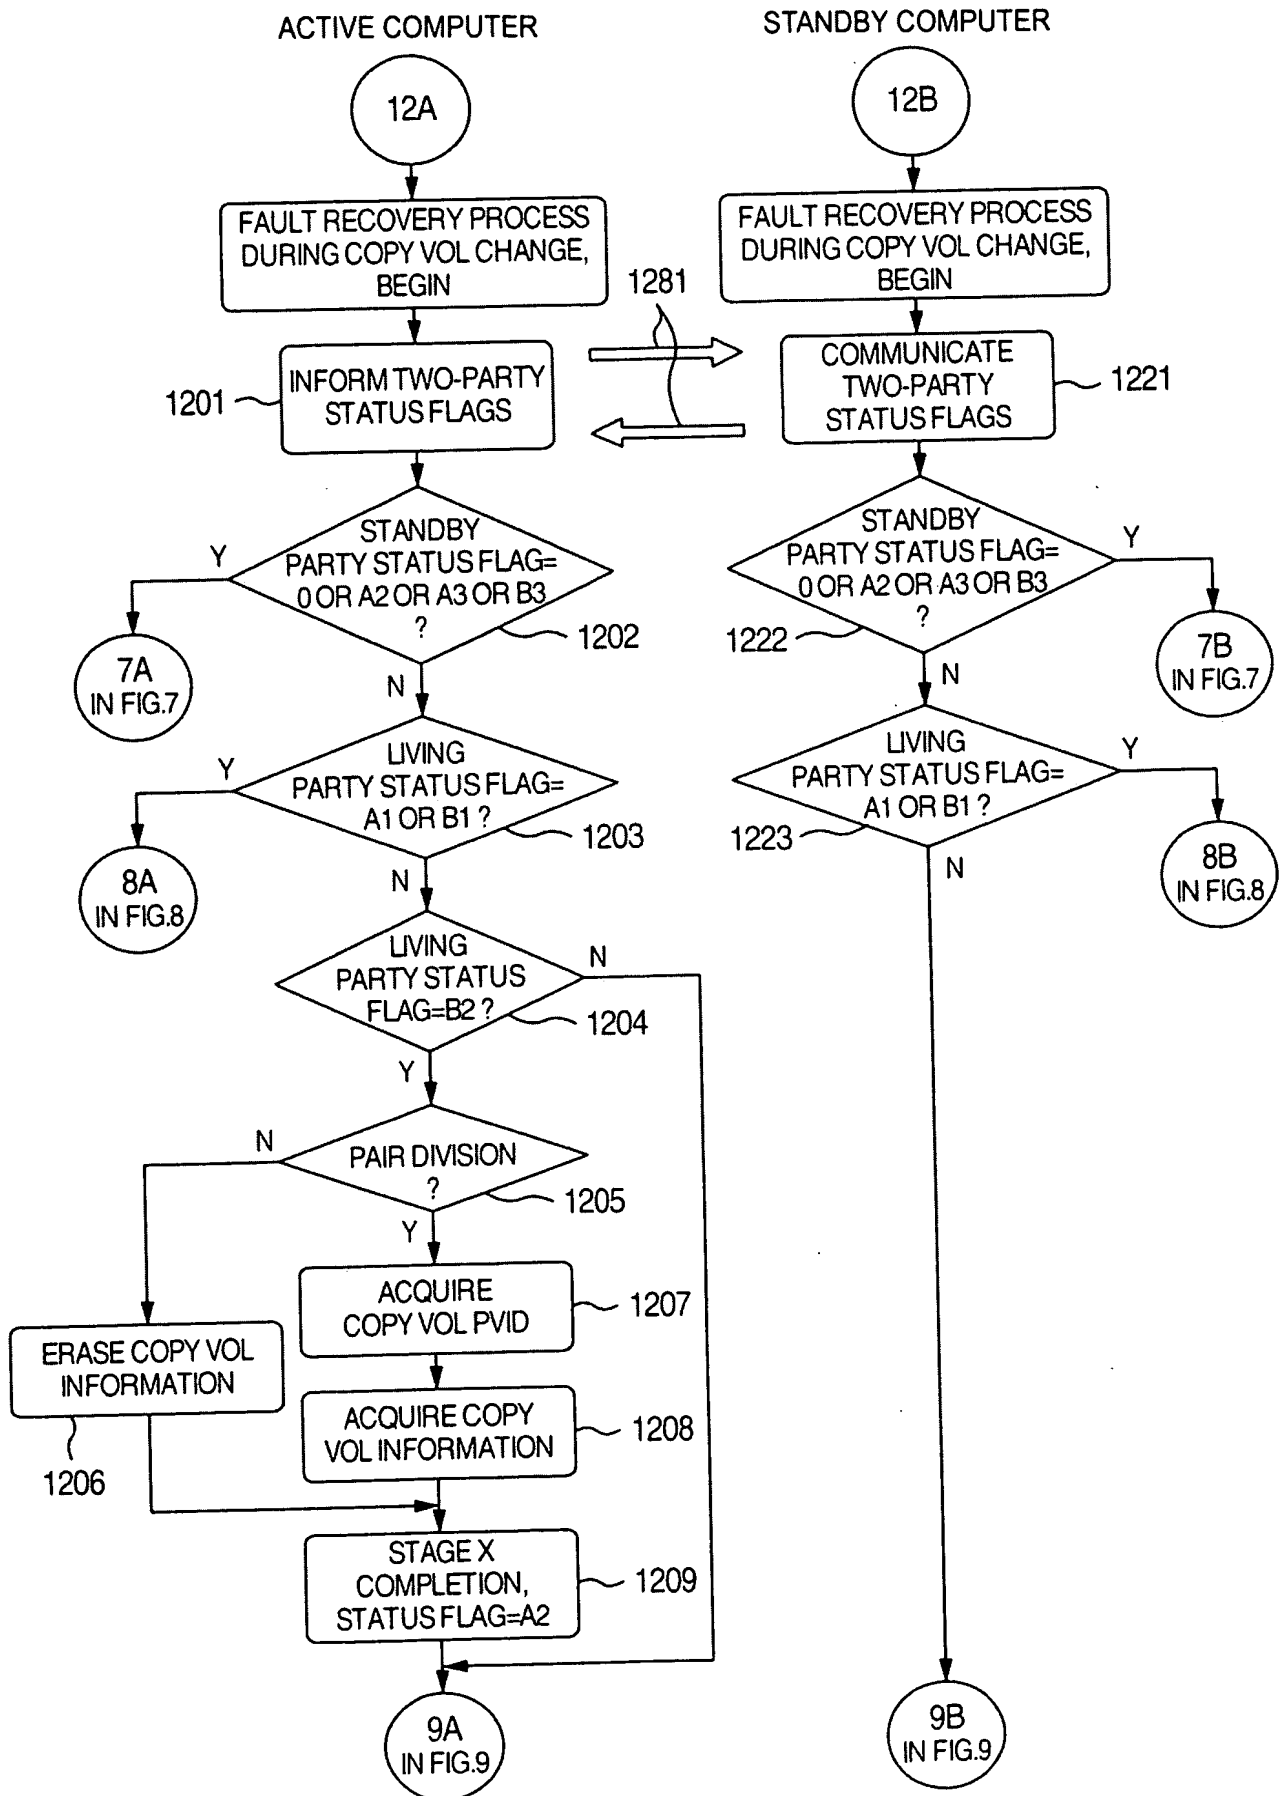 ACTIVE COMPUTER
STANDBY COMPUTER
12A
12B
FAULT RECOVERY PROCESS
DURING COPY VOL CHANGE,
BEGIN
FAULT RECOVERY PROCESS
DURING COPY VOL CHANGE,
BEGIN
1281
INFORM TWO-PARTY
STATUS FLAGS
1201
COMMUNICATE
TWO-PARTY
STATUS FLAGS
1221
STANDBY
PARTY STATUS FLAG=
0 OR A2 OR A3 OR B3
?
Y
1202
N
7A
IN FIG.7
STANDBY
PARTY STATUS FLAG=
0 OR A2 OR A3 OR B3
?
Y
1222
N
7B
IN FIG.7
LIVING
PARTY STATUS FLAG=
A1 OR B1 ?
Y
1203
N
8A
IN FIG.8
LIVING
PARTY STATUS FLAG=
A1 OR B1 ?
Y
1223
N
8B
IN FIG.8
LIVING
PARTY STATUS
FLAG=B2 ?
N
1204
Y
PAIR DIVISION
?
N
1205
Y
ACQUIRE
COPY VOL PVID
1207
ERASE COPY VOL
INFORMATION
1206
ACQUIRE COPY
VOL INFORMATION
1208
STAGE X
COMPLETION,
STATUS FLAG=A2
1209
9A
IN FIG.9
9B
IN FIG.9